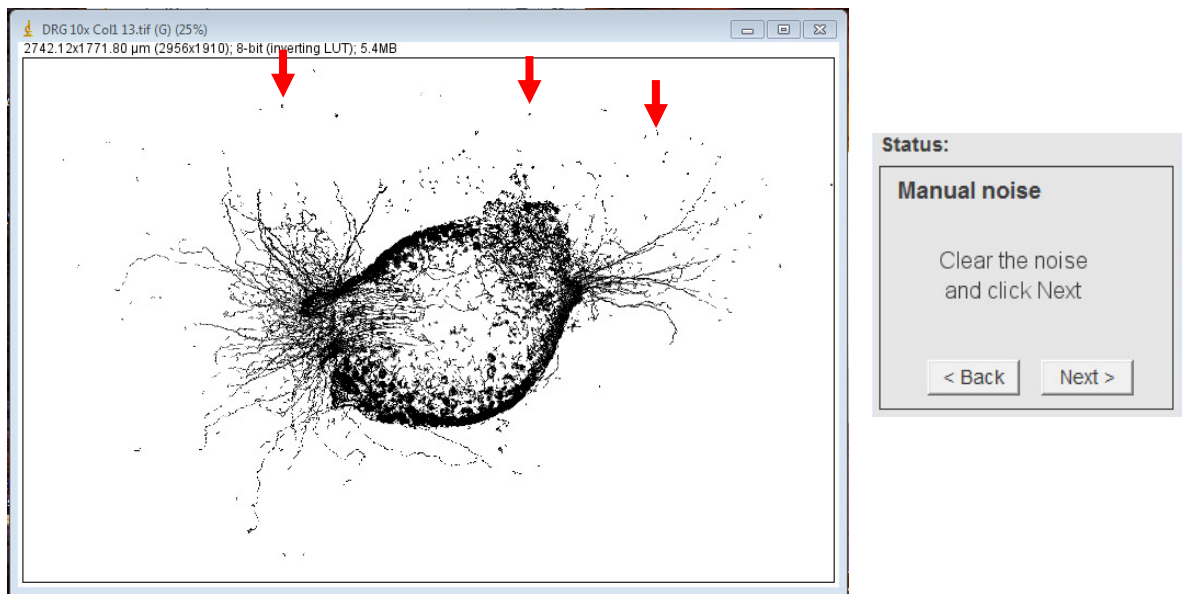 DRG 10x Col1 13.tif (G) (25%)
2742.12x1771.80 µm (2956x1910); 8-bit (inverting LUT); 5.4MB
Status:
Manual noise
Clear the noise
and click Next
< Back Next >